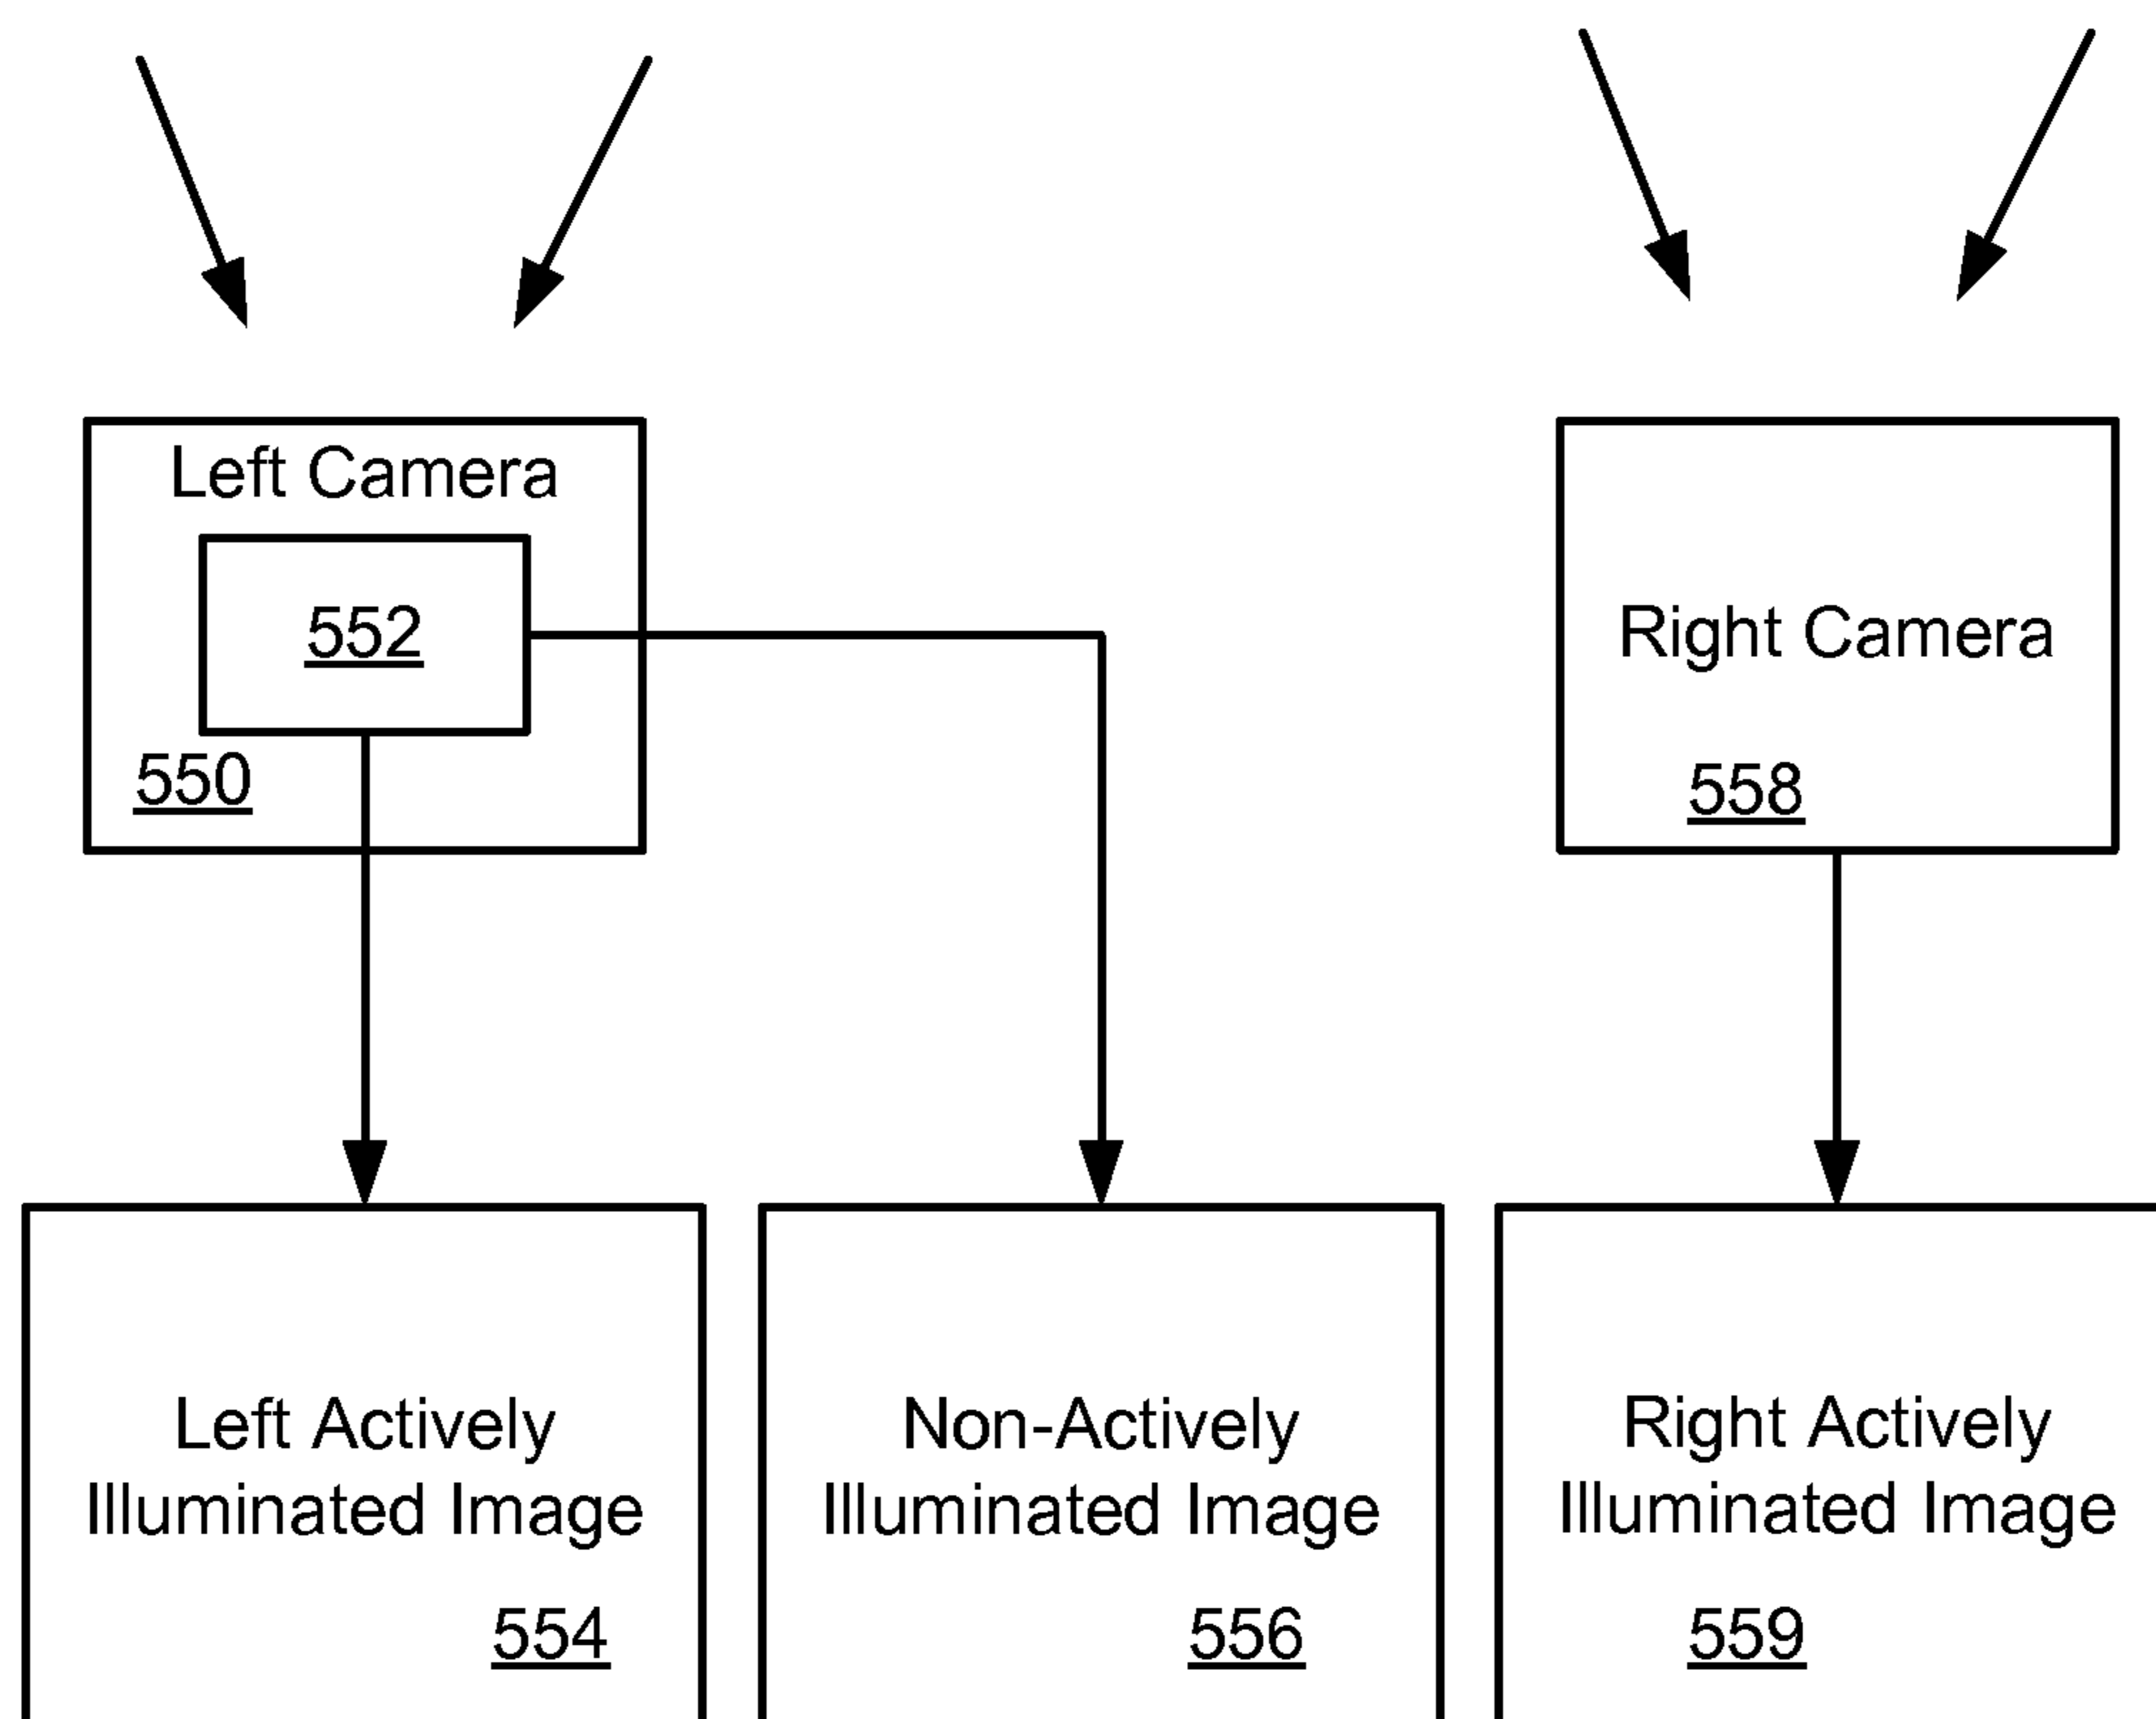 Left Camera
552
550
Right Camera
558
Left Actively
Illuminated Image
554
Non-Actively
Illuminated Image
556
Right Actively
Illuminated Image
559